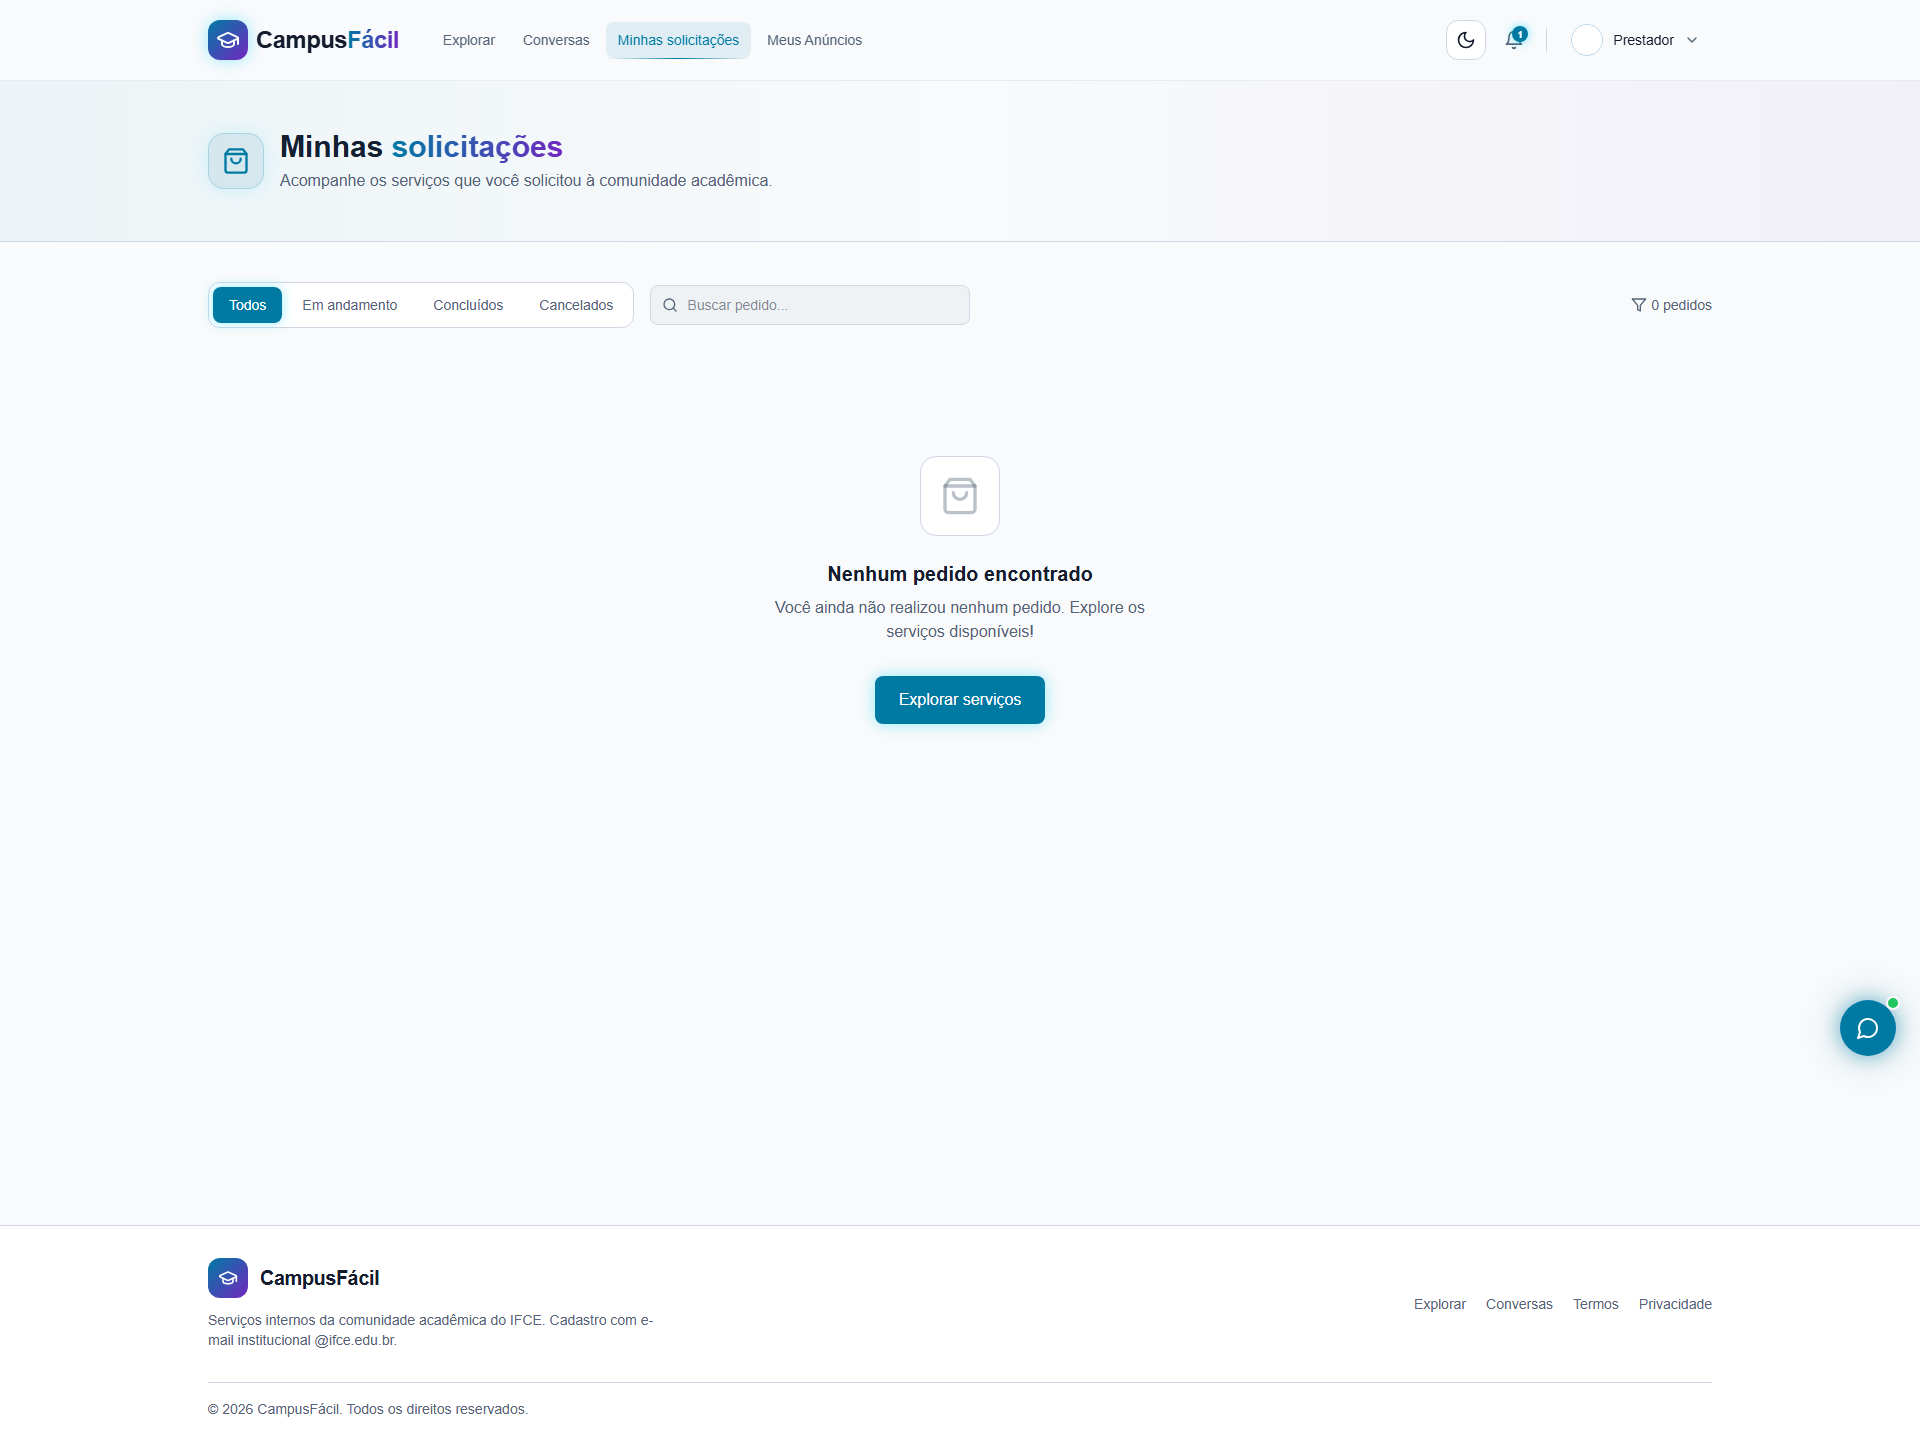 CampusFácil
Explorar
Conversas
Minhas solicitações
Meus Anúncios
1
Prestador
Minhas solicitações
Acompanhe os serviços que você solicitou à comunidade acadêmica.
Todos
Em andamento
Concluídos
Cancelados
Buscar pedido...
0 pedidos
Nenhum pedido encontrado
Você ainda não realizou nenhum pedido. Explore os
serviços disponíveis!
Explorar serviços
CampusFácil
Serviços internos da comunidade acadêmica do IFCE. Cadastro com e-
mail institucional @ifce.edu.br.
Explorar
Conversas
Termos
Privacidade
© 2026 CampusFácil. Todos os direitos reservados.